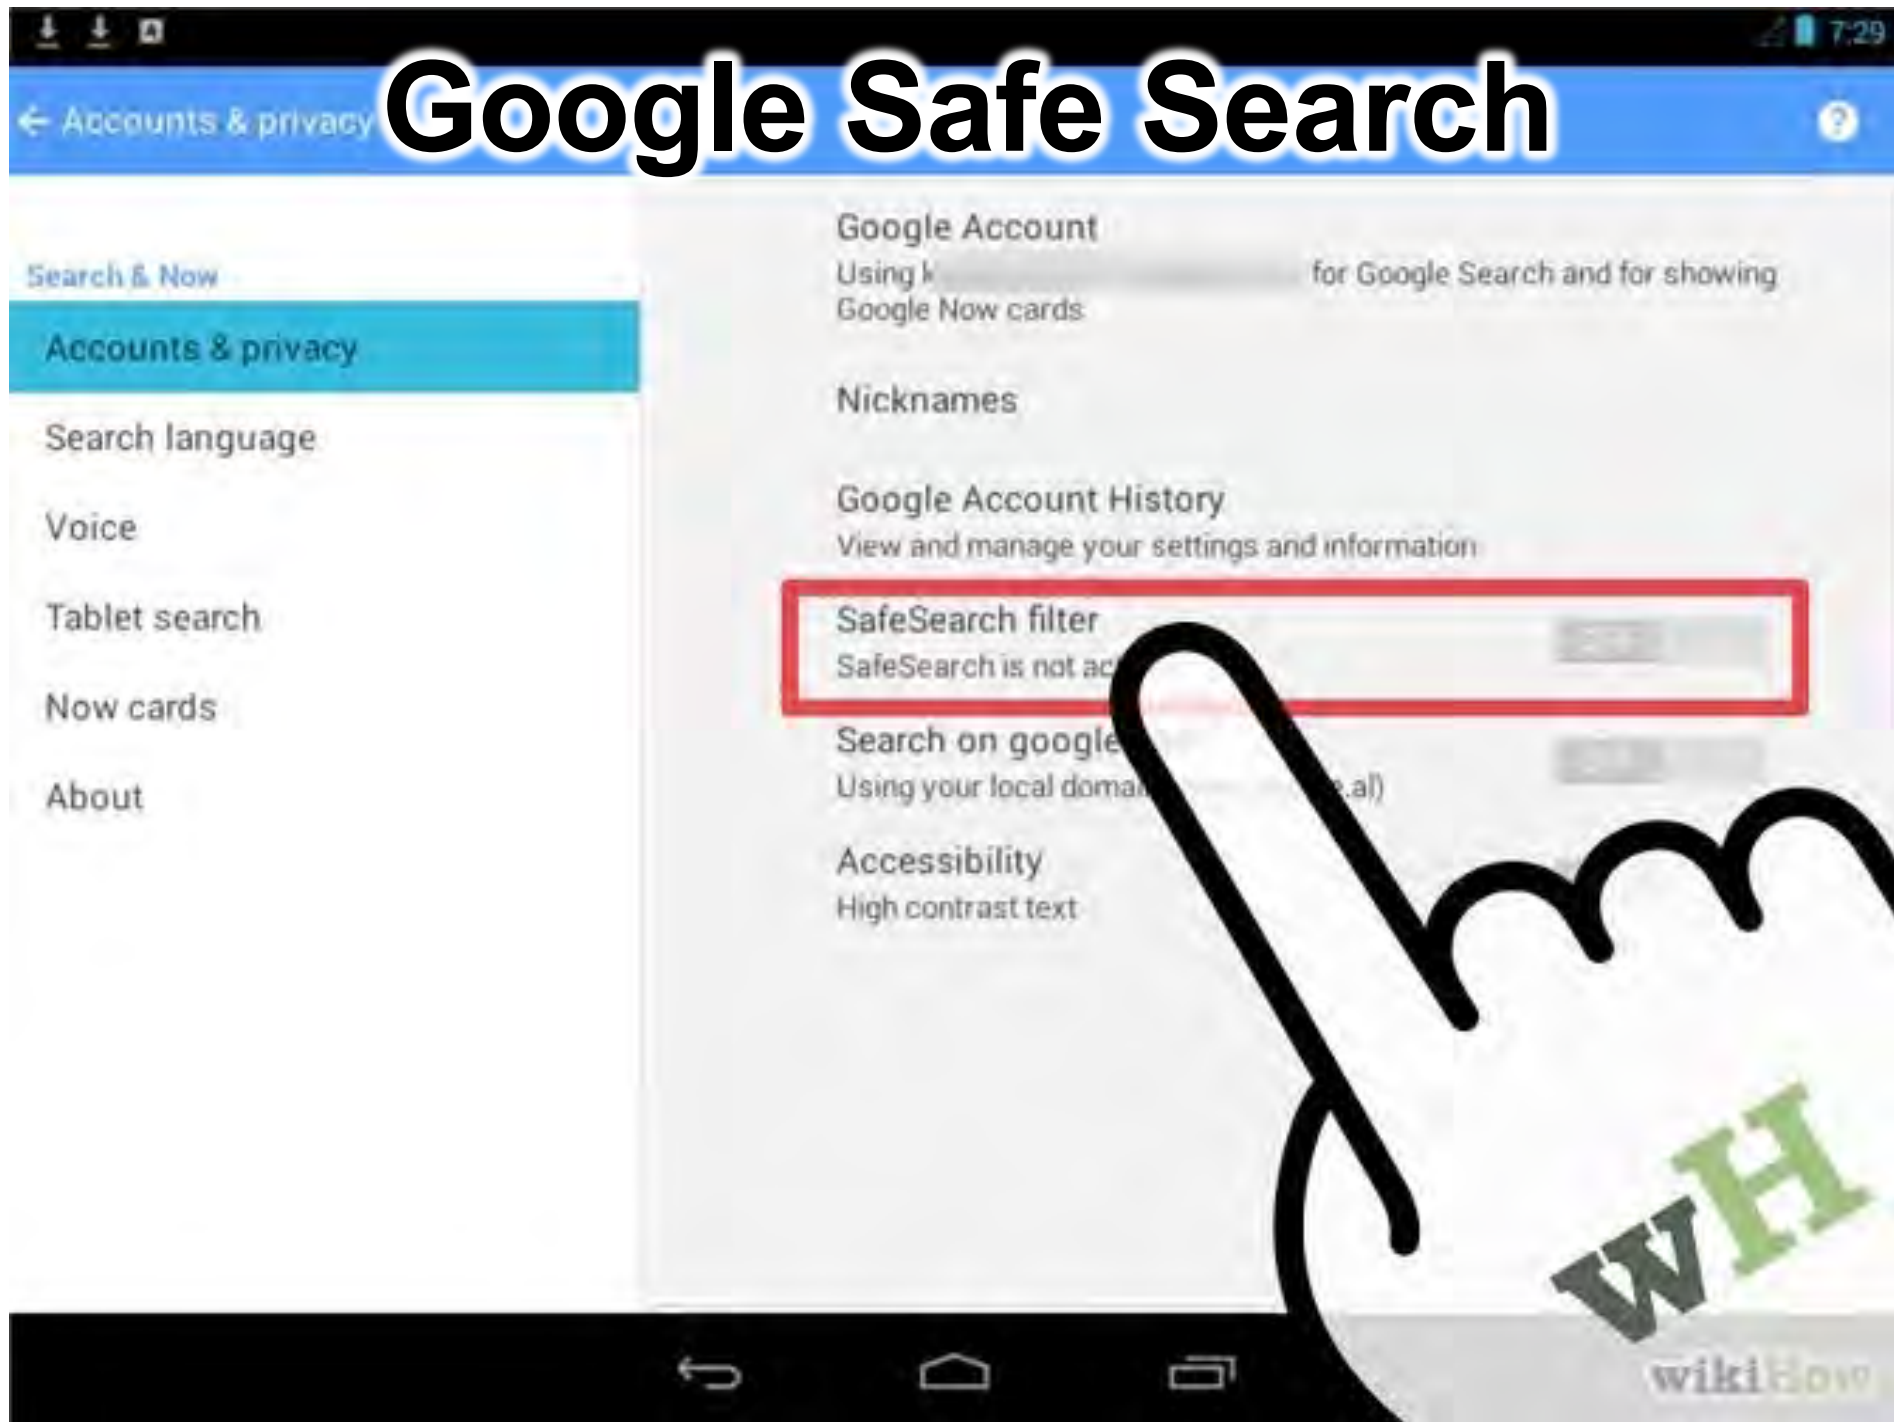 7:29
Google Safe Search
Accounts & privacy
Search & Now
Accounts & privacy
Search language
Voice
Tablet search
Now cards
About
Google Account
Using k for Google Search and for showing
Google Now cards
Nicknames
Google Account History
View and manage your settings and information
SafeSearch filter
SafeSearch is not
Search on google
Using your local .al)
Accessibility
High contrast text
WH
wikiHow